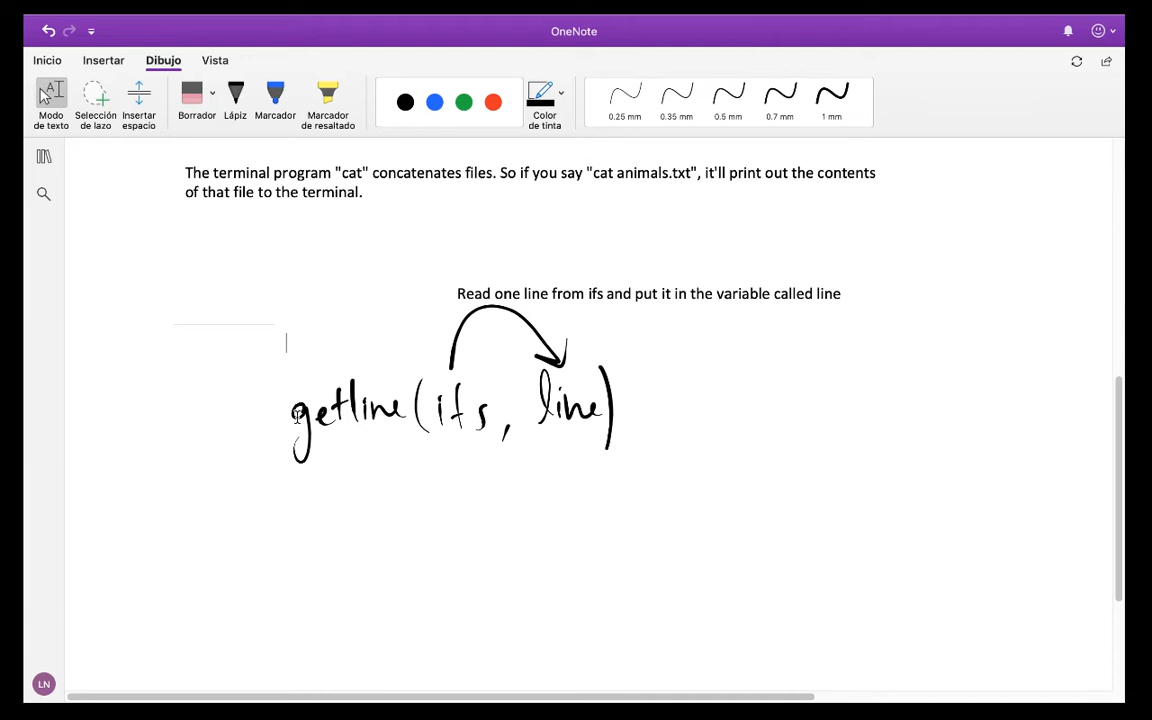 OneNote
Inicio Insertar Dibujo Vista
Modo de texto
Selección de lazo
Insertar espacio
Borrador
Lápiz
Marcador
Marcador de resaltado
Color de tinta
0.25 mm
0.35 mm
0.5 mm
0.7 mm
1 mm
The terminal program "cat" concatenates files. So if you say "cat animals.txt", it'll print out the contents
of that file to the terminal.
Read one line from ifs and put it in the variable called line
getline(ifs, line)
LN